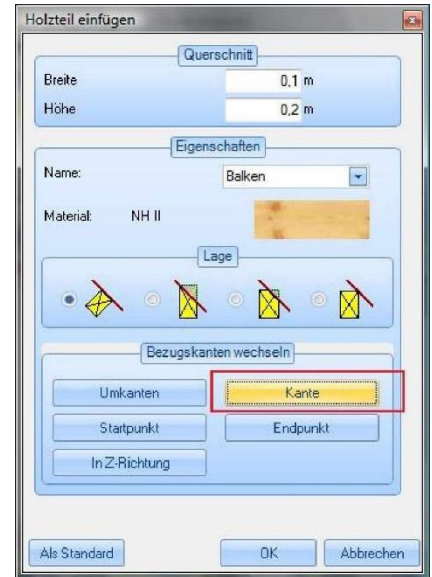 Holzteil einfügen
Querschnitt
Breite 0,1 m
Höhe 0,2 m
Eigenschaften
Name: Balken
Material: NH II
Lage
Bezugskanten wechseln
Umkanten Kante
Startpunkt Endpunkt
In Z-Richtung
Als Standard OK Abbrechen